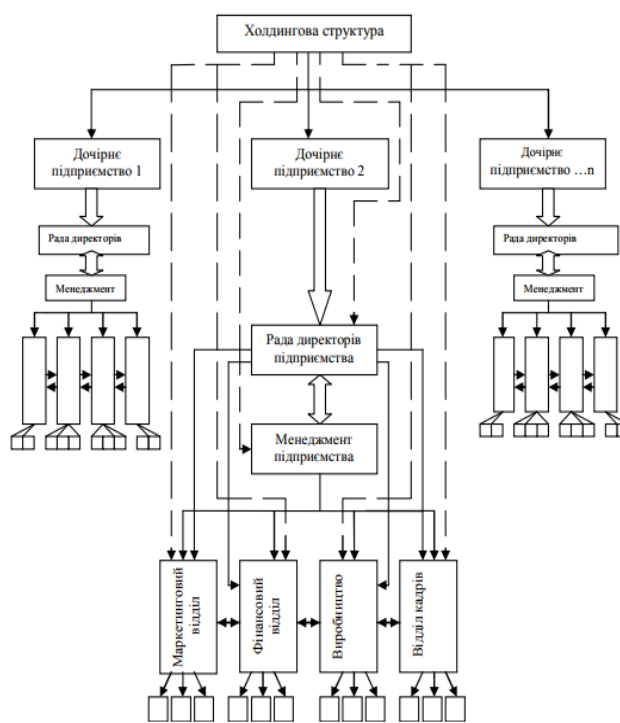 Холдингова структура
Дочірнє
підприємство 1
Дочірнє
підприємство 2
Дочірнє
підприємство …n
Рада директорів
Рада директорів
Менеджмент
Менеджмент
Рада директорів
підприємства
Менеджмент
підприємства
Маркетинговий
відділ
Фінансовий
відділ
Виробництво
Відділ кадрів